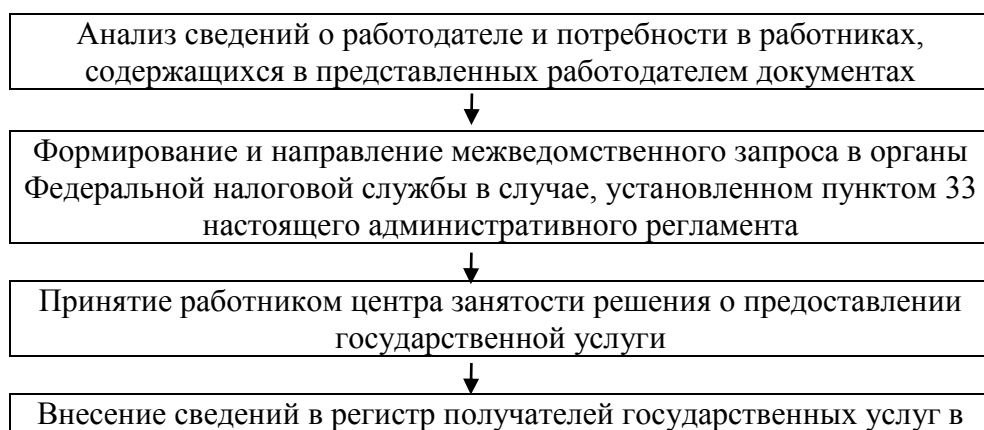 Анализ сведений о работодателе и потребности в работниках,
содержащихся в представленных работодателем документах
Формирование и направление межведомственного запроса в органы
Федеральной налоговой службы в случае, установленном пунктом 33
настоящего административного регламента
Принятие работником центра занятости решения о предоставлении
государственной услуги
Внесение сведений в регистр получателей государственных услуг в